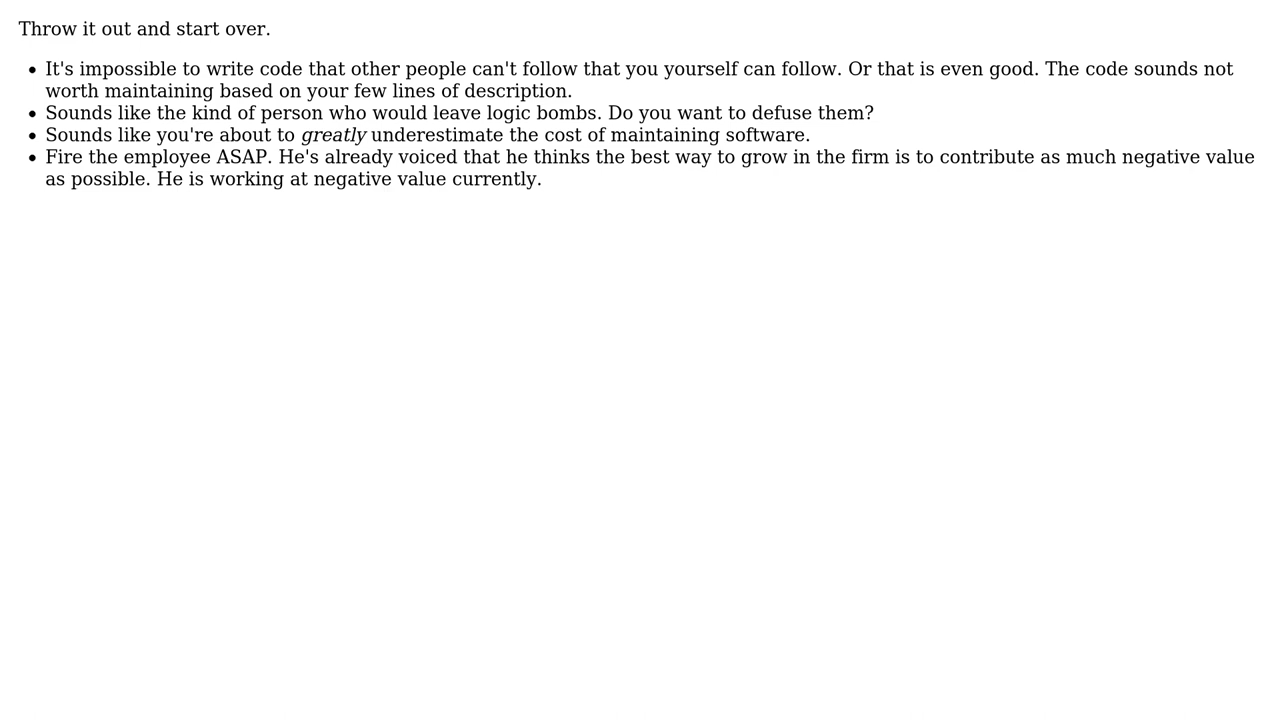 Throw it out and start over.
• It's impossible to write code that other people can't follow that you yourself can follow. Or that is even good. The code sounds not
worth maintaining based on your few lines of description.
• Sounds like the kind of person who would leave logic bombs. Do you want to defuse them?
• Sounds like you're about to greatly underestimate the cost of maintaining software.
• Fire the employee ASAP. He's already voiced that he thinks the best way to grow in the firm is to contribute as much negative value
as possible. He is working at negative value currently.